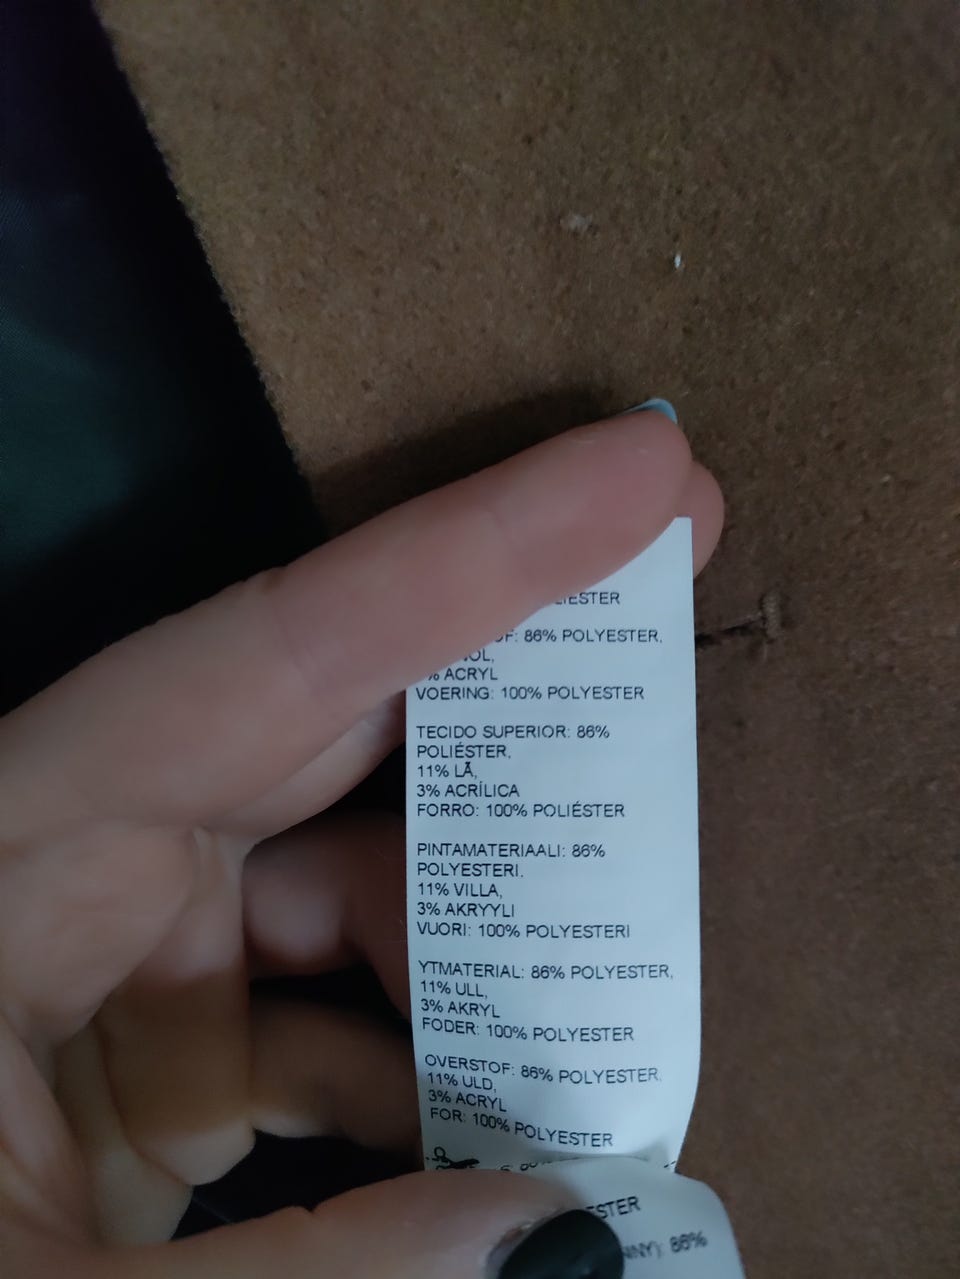 86% POLYESTER,
ACRYL
VOERING: 100% POLYESTER
TECIDO SUPERIOR: 86%
POLIÉSTER,
11% LÃ,
3% ACRÍLICA
FORRO: 100% POLIÉSTER
PINTAMATERIAALI: 86%
POLYESTERI.
11% VILLA,
3% AKRYYLI
VUORI: 100% POLYESTERI
YTMATERIAL: 86% POLYESTER,
11% ULL,
3% AKRYL
FODER: 100% POLYESTER
OVERSTOF: 86% POLYESTER.
11% ULD,
3% ACRYL
FOR: 100% POLYESTER
86%